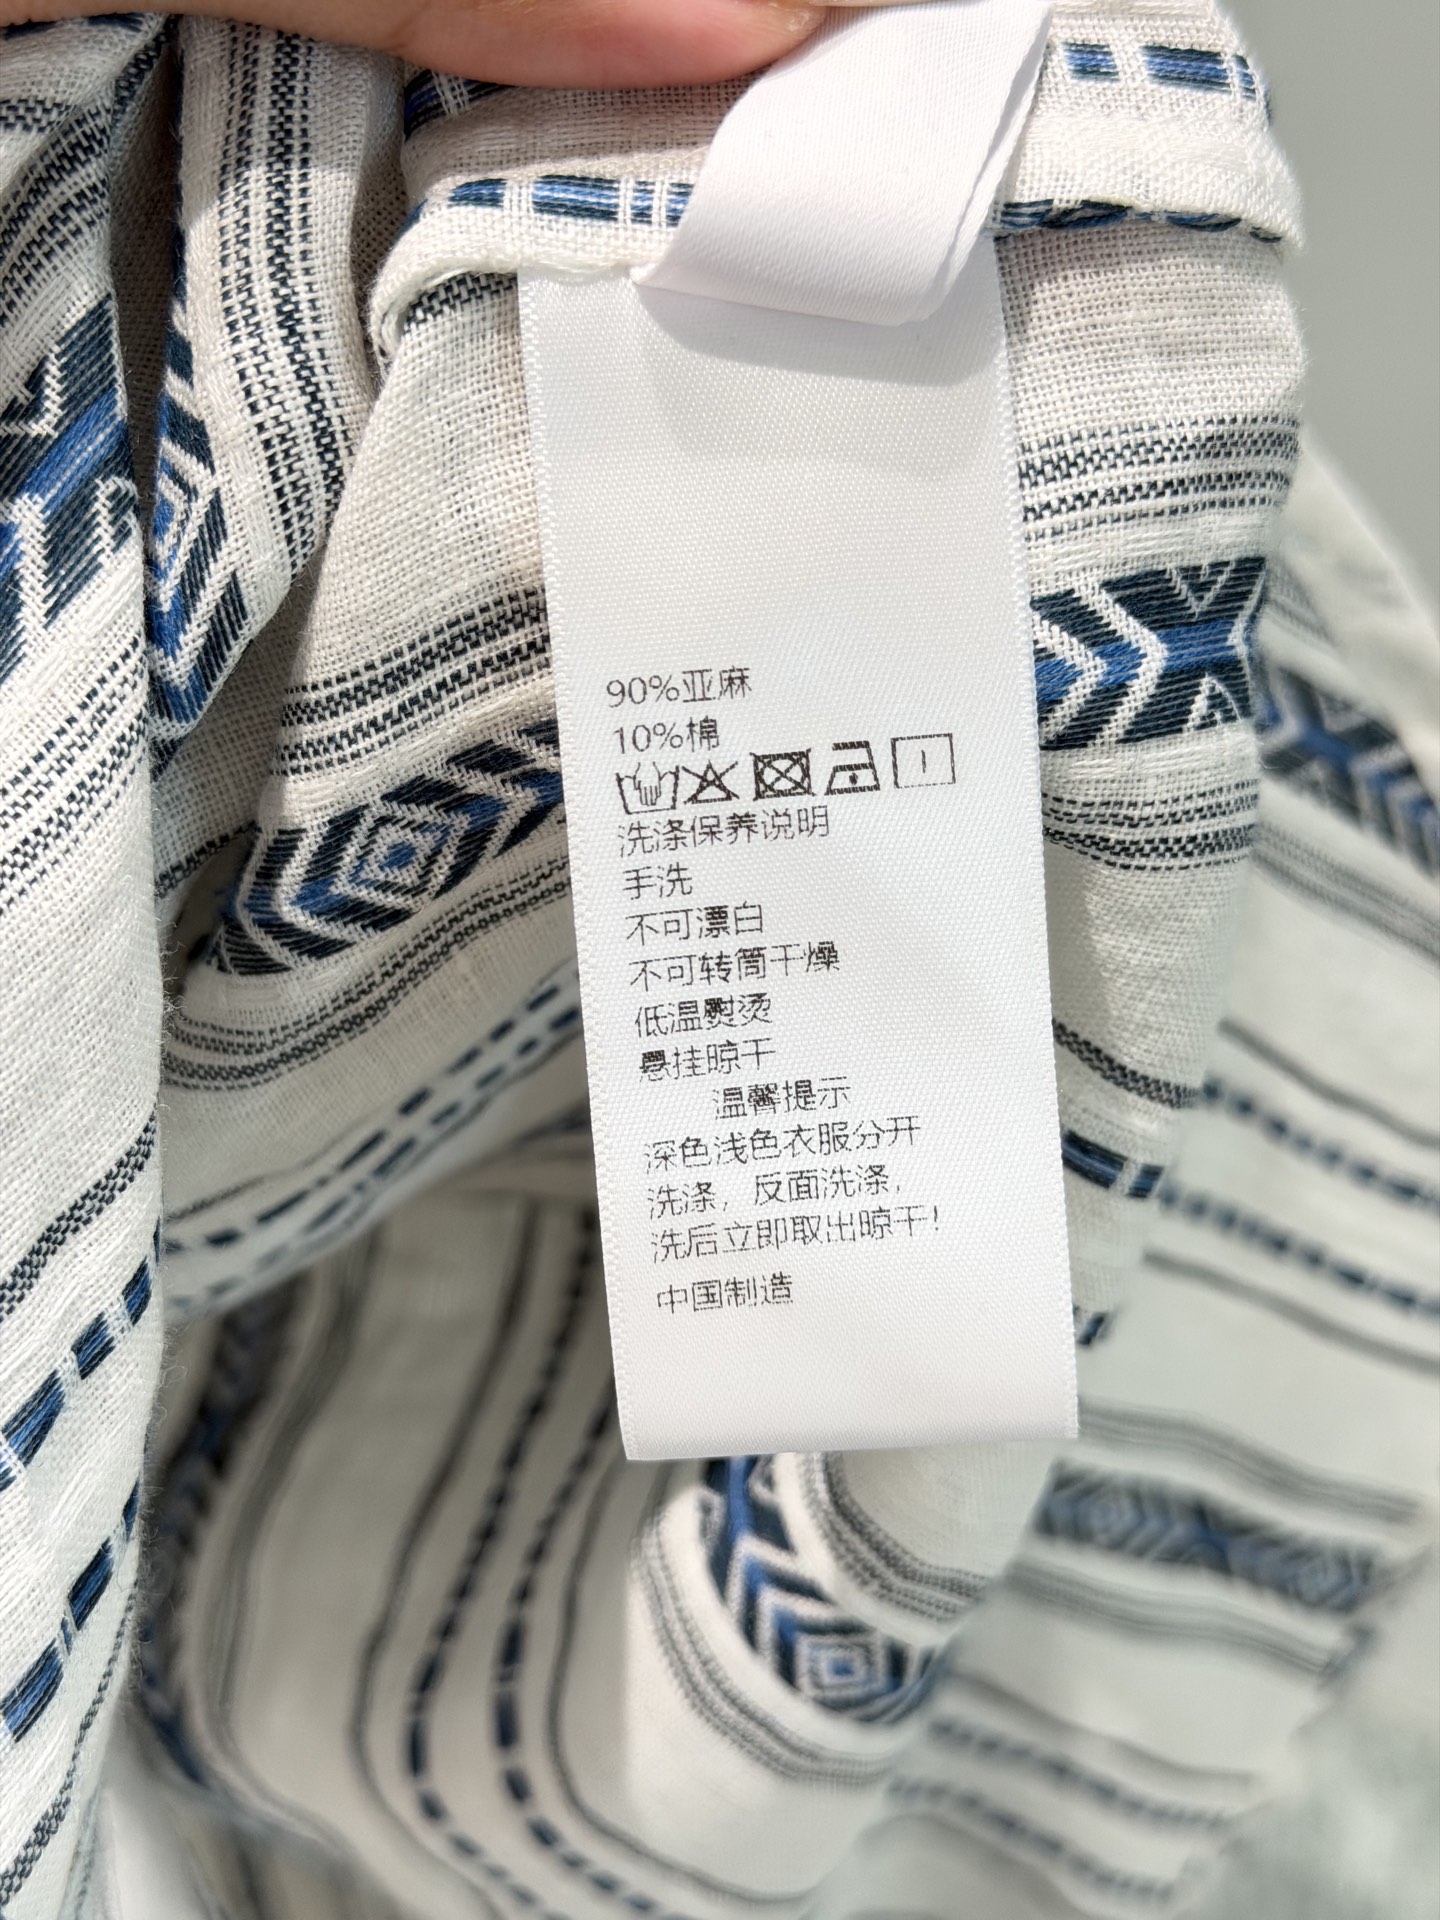 90%亚麻
10%棉
洗涤保养说明
手洗
不可漂白
不可转筒干燥
低温熨烫
悬挂晾干
温馨提示
深色浅色衣服分开
洗涤，反面洗涤，
洗后立即取出晾干！
中国制造